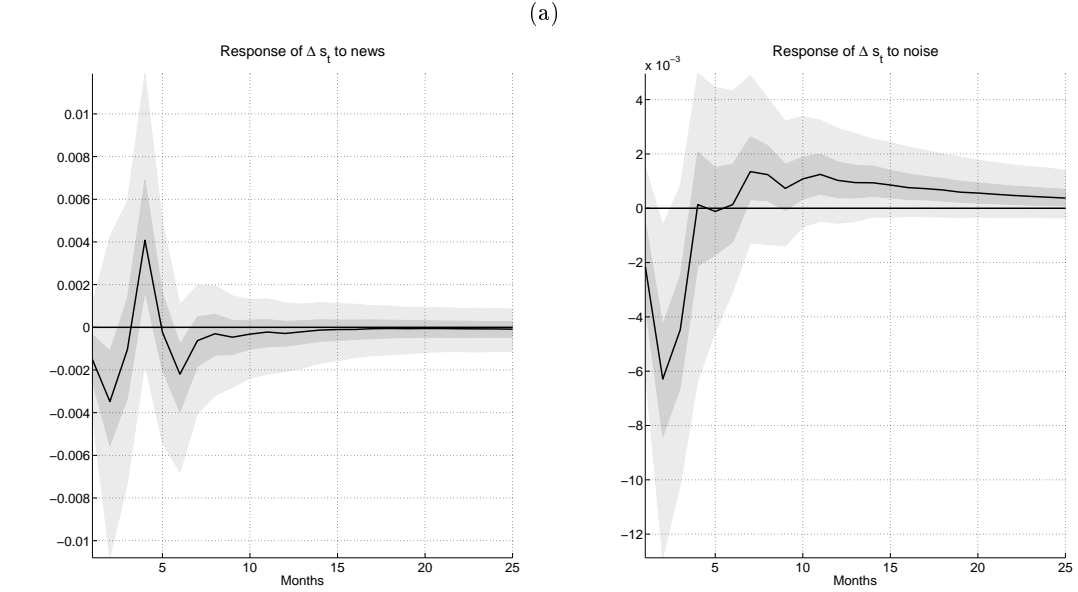 (a)
Response of Δ s_t to news
0.01
0.008
0.006
0.004
0.002
0
−0.002
−0.004
−0.006
−0.008
−0.01
5 10 15 20 25
Months
Response of Δ s_t to noise
x 10^−3
4
2
0
−2
−4
−6
−8
−10
−12
5 10 15 20 25
Months